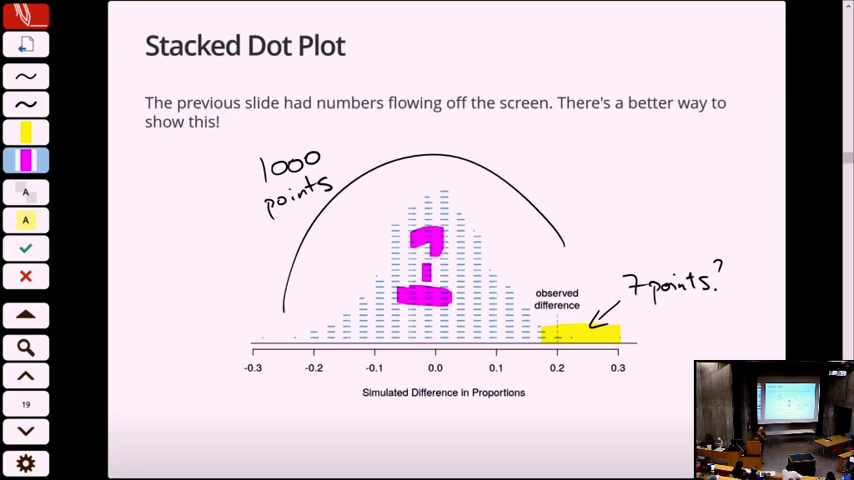 Stacked Dot Plot
The previous slide had numbers flowing off the screen. There's a better way to
show this!
1000
points
7 points?
observed
difference
-0.3 -0.2 -0.1 0.0 0.1 0.2 0.3
Simulated Difference in Proportions
A
A
19